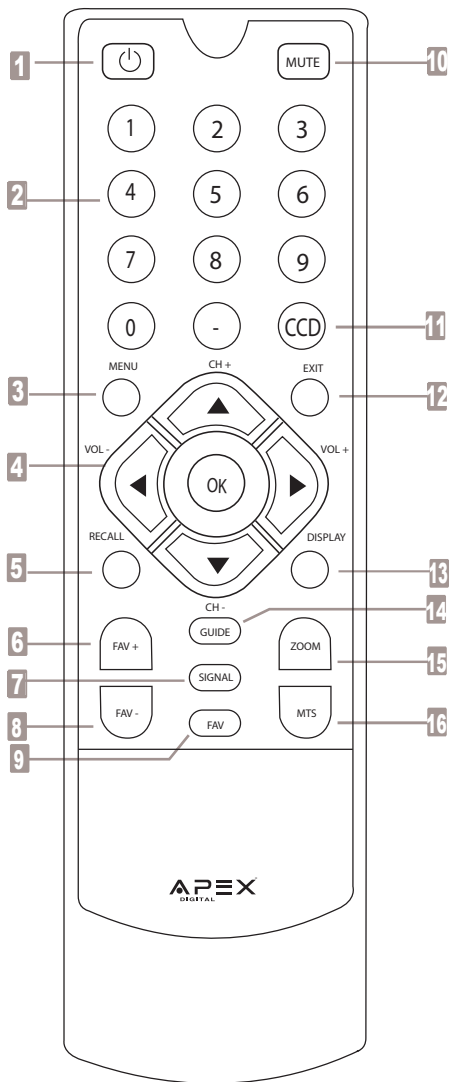 1
MUTE
10
1
2
3
2
4
5
6
7
8
9
0
-
CCD
11
MENU
CH +
EXIT
3
12
VOL -
4
OK
VOL +
RECALL
DISPLAY
5
13
CH -
14
6
FAV +
GUIDE
ZOOM
15
7
SIGNAL
8
FAV -
MTS
16
9
FAV
APEX
DIGITAL